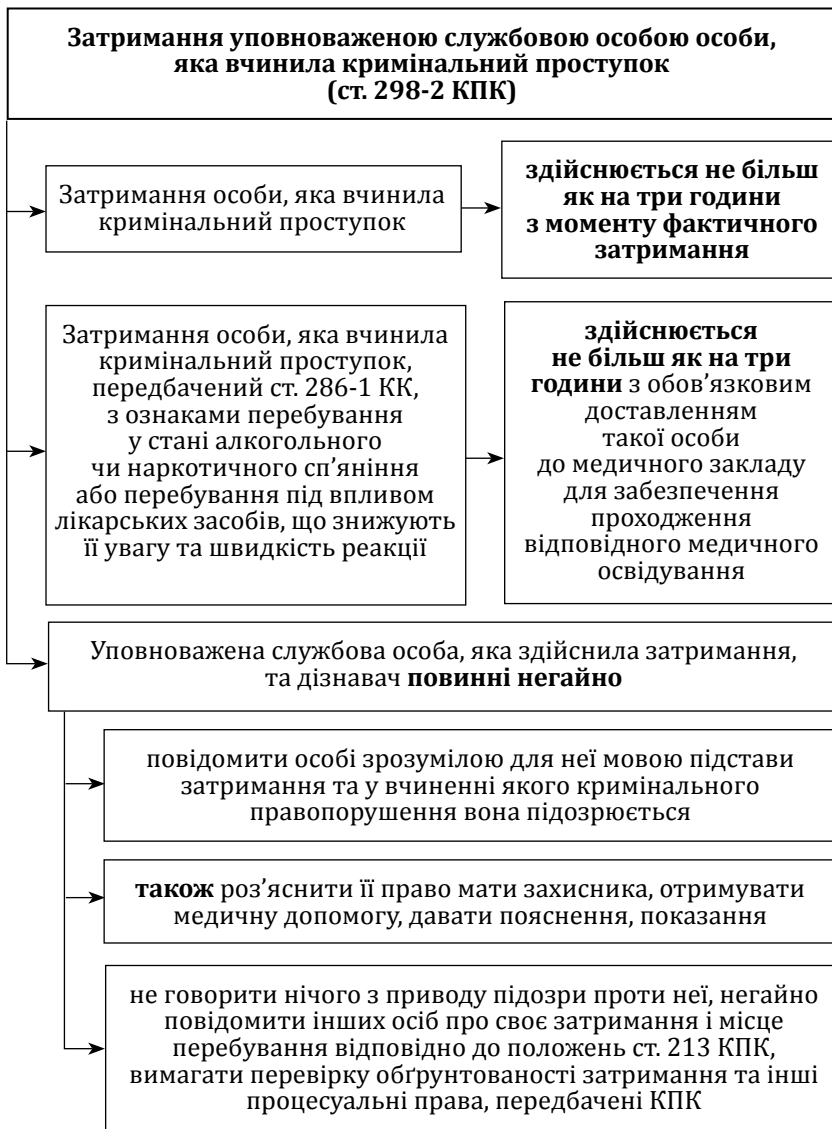 Затримання уповноваженою службовою особою особи,
яка вчинила кримінальний проступок
(ст. 298-2 КПК)
Затримання особи, яка вчинила
кримінальний проступок
здійснюється не більш
як на три години
з моменту фактичного
затримання
Затримання особи, яка вчинила
кримінальний проступок,
передбачений ст. 286-1 КК,
з ознаками перебування
у стані алкогольного
чи наркотичного сп’яніння
або перебування під впливом
лікарських засобів, що знижують
її увагу та швидкість реакції
здійснюється
не більш як на три
години з обов’язковим
доставленням
такої особи
до медичного закладу
для забезпечення
проходження
відповідного медичного
освідування
Уповноважена службова особа, яка здійснила затримання,
та дізнавач повинні негайно
повідомити особі зрозумілою для неї мовою підстави
затримання та у вчиненні якого кримінального
правопорушення вона підозрюється
також роз’яснити її право мати захисника, отримувати
медичну допомогу, давати пояснення, показання
не говорити нічого з приводу підозри проти неї, негайно
повідомити інших осіб про своє затримання і місце
перебування відповідно до положень ст. 213 КПК,
вимагати перевірку обґрунтованості затримання та інші
процесуальні права, передбачені КПК